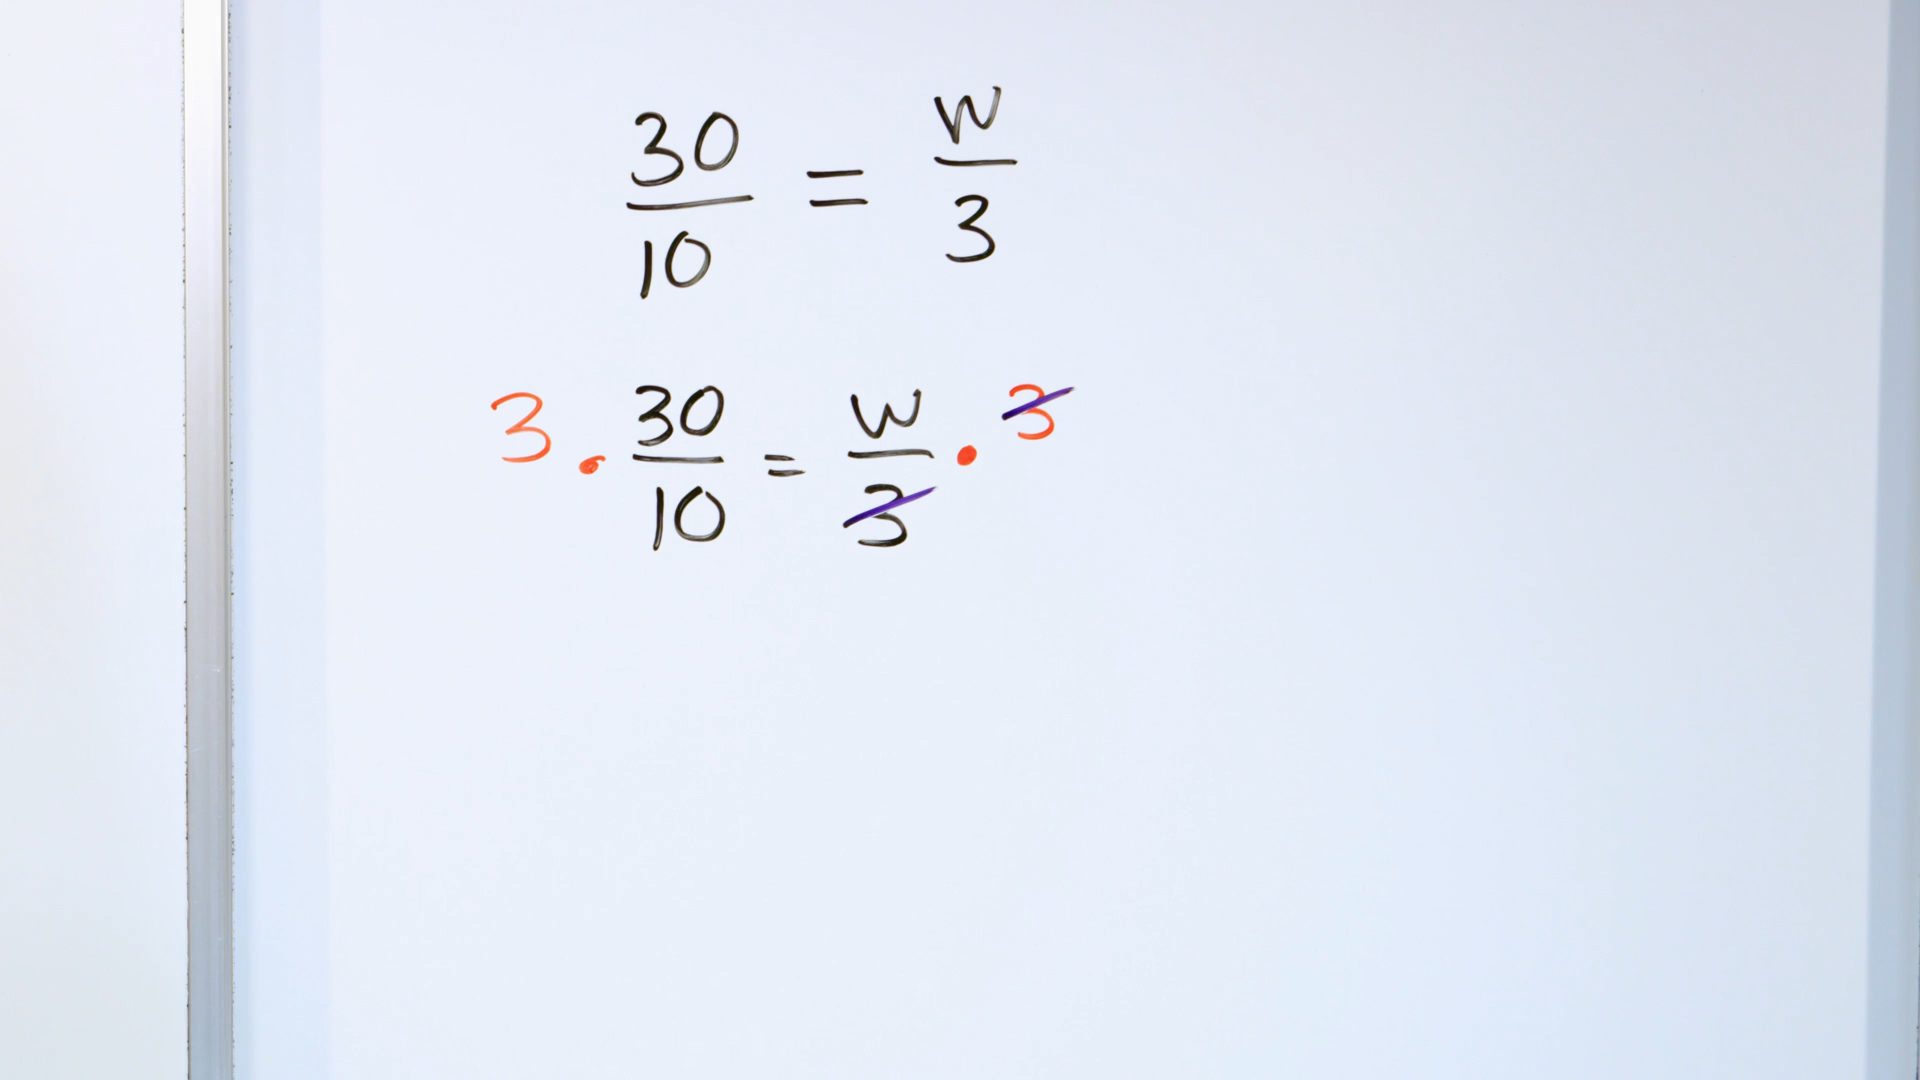 30/10 = W/3
3 · 30/10 = W/3 · 3